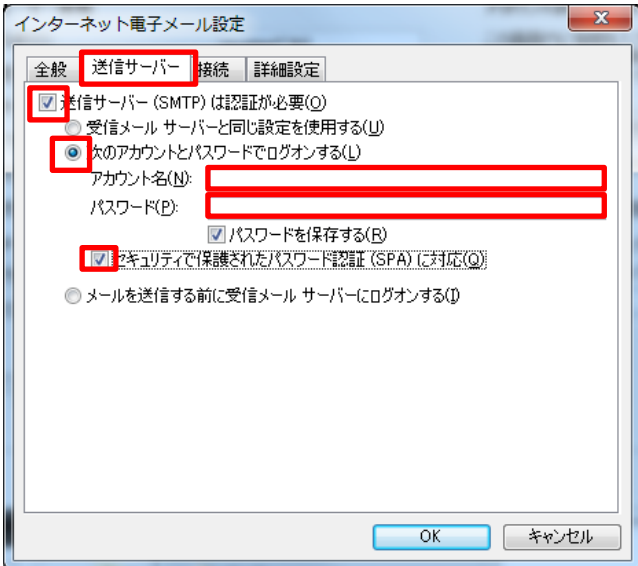 インターネット電子メール設定
全般 送信サーバー 接続 詳細設定
送信サーバー (SMTP) は認証が必要(O)
受信メール サーバーと同じ設定を使用する(U)
次のアカウントとパスワードでログオンする(L)
アカウント名(N):
パスワード(P):
パスワードを保存する(R)
セキュリティで保護されたパスワード認証 (SPA) に対応(Q)
メールを送信する前に受信メール サーバーにログオンする(I)
OK キャンセル